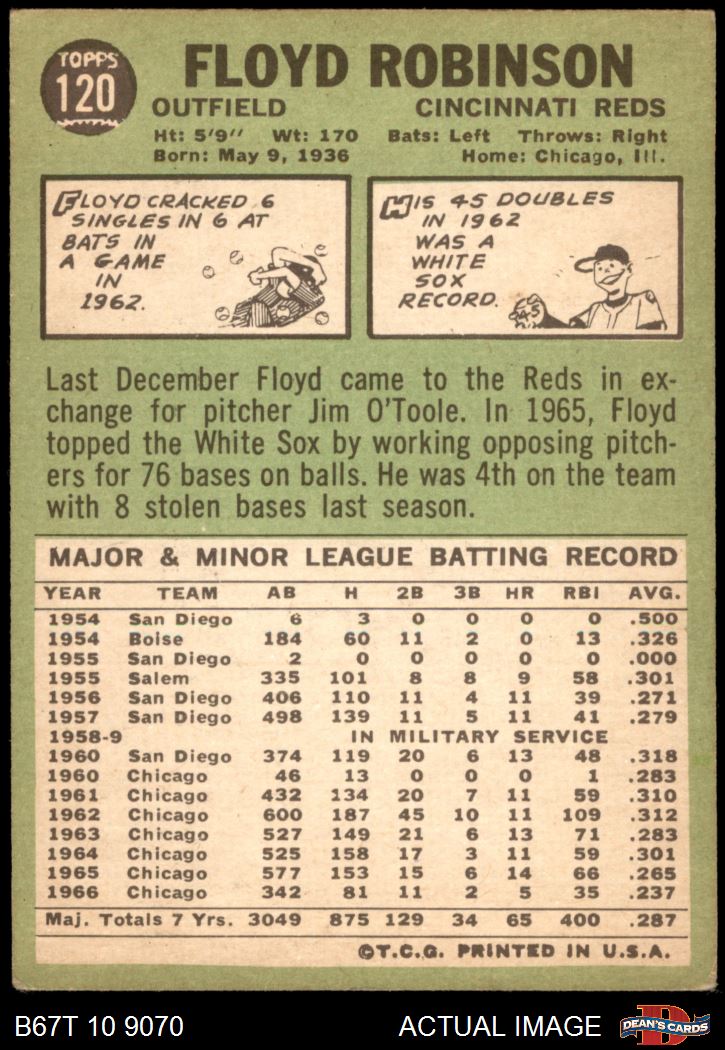 TOPPS
120
FLOYD ROBINSON
OUTFIELD CINCINNATI REDS
Ht: 5'9" Wt: 170 Bats: Left Throws: Right
Born: May 9, 1936 Home: Chicago, Ill.
FLOYD CRACKED 6
SINGLES IN 6 AT
BATS IN
A GAME
IN
1962.
HIS 45 DOUBLES
IN 1962
WAS A
WHITE
SOX
RECORD.
45
Last December Floyd came to the Reds in ex-
change for pitcher Jim O'Toole. In 1965, Floyd
topped the White Sox by working opposing pitch-
ers for 76 bases on balls. He was 4th on the team
with 8 stolen bases last season.
MAJOR & MINOR LEAGUE BATTING RECORD
YEAR TEAM AB H 2B 3B HR RBI AVG.
1954 San Diego 6 3 0 0 0 0 .500
1954 Boise 184 60 11 2 0 13 .326
1955 San Diego 2 0 0 0 0 0 .000
1955 Salem 335 101 8 8 9 58 .301
1956 San Diego 406 110 11 4 11 39 .271
1957 San Diego 498 139 11 5 11 41 .279
1958-9 IN MILITARY SERVICE
1960 San Diego 374 119 20 6 13 48 .318
1960 Chicago 46 13 0 0 0 1 .283
1961 Chicago 432 134 20 7 11 59 .310
1962 Chicago 600 187 45 10 11 109 .312
1963 Chicago 527 149 21 6 13 71 .283
1964 Chicago 525 158 17 3 11 59 .301
1965 Chicago 577 153 15 6 14 66 .265
1966 Chicago 342 81 11 2 5 35 .237
Maj. Totals 7 Yrs. 3049 875 129 34 65 400 .287
©T.C.G. PRINTED IN U.S.A.
B67T 10 9070 ACTUAL IMAGE
D
DEAN'S CARDS